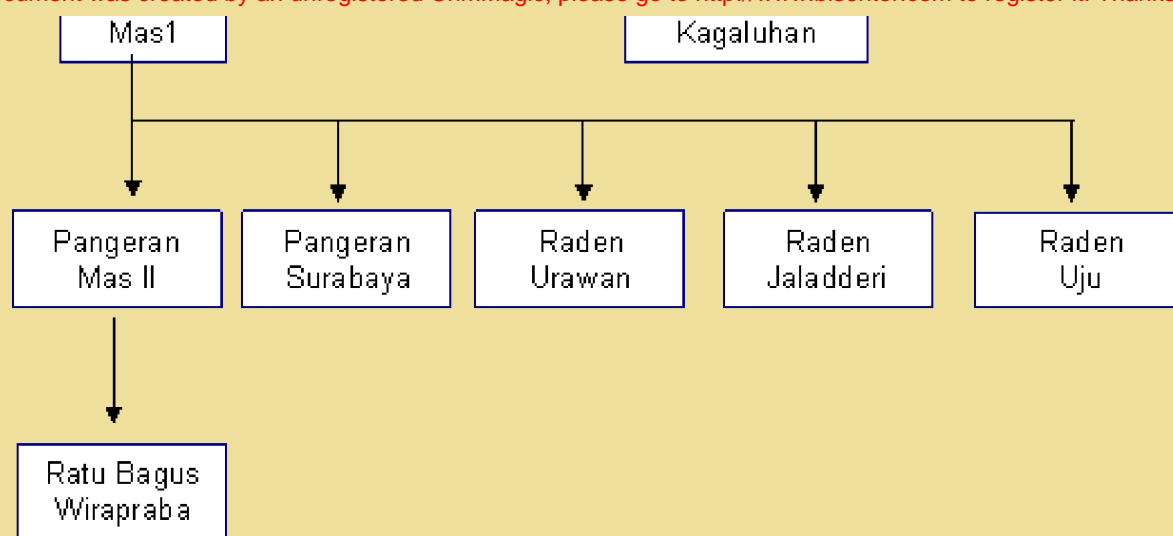 Mas1
Kagaluhan
Pangeran
Mas II
Pangeran
Surabaya
Raden
Urawan
Raden
Jaladderi
Raden
Uju
Ratu Bagus
Wirapraba